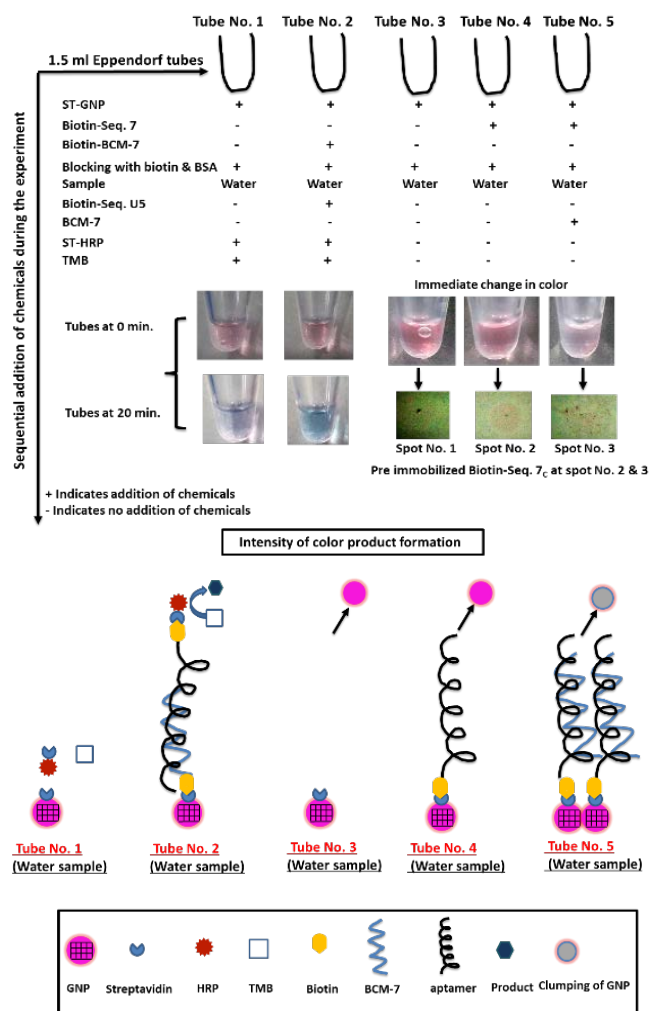 Tube No. 1 Tube No. 2 Tube No. 3 Tube No. 4 Tube No. 5
1.5 ml Eppendorf tubes
Sequential addition of chemicals during the experiment
ST-GNP + + + + +
Biotin-Seq. 7 - - - + +
Biotin-BCM-7 - + - - -
Blocking with biotin & BSA + + + + +
Sample Water Water Water Water Water
Biotin-Seq. U5 - + - - -
BCM-7 - - - - +
ST-HRP + + - - -
TMB + + - - -
Immediate change in color
Tubes at 0 min.
Tubes at 20 min.
Spot No. 1 Spot No. 2 Spot No. 3
Pre immobilized Biotin-Seq. 7c at spot No. 2 & 3
+ Indicates addition of chemicals
- Indicates no addition of chemicals
Intensity of color product formation
Tube No. 1 Tube No. 2 Tube No. 3 Tube No. 4 Tube No. 5
(Water sample) (Water sample) (Water sample) (Water sample) (Water sample)
GNP Streptavidin HRP TMB Biotin BCM-7 aptamer Product Clumping of GNP